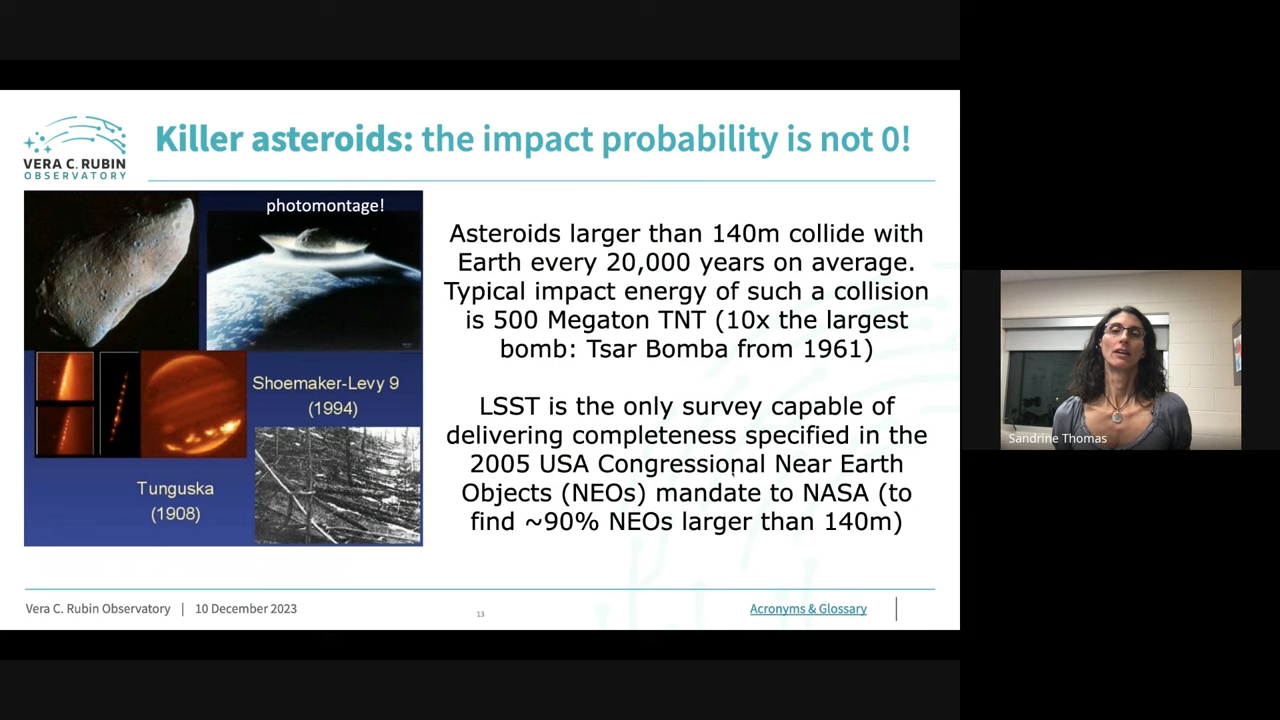 VERA C. RUBIN
OBSERVATORY
Killer asteroids: the impact probability is not 0!
photomontage!
Shoemaker-Levy 9
(1994)
Tunguska
(1908)
Asteroids larger than 140m collide with
Earth every 20,000 years on average.
Typical impact energy of such a collision
is 500 Megaton TNT (10x the largest
bomb: Tsar Bomba from 1961)
LSST is the only survey capable of
delivering completeness specified in the
2005 USA Congressional Near Earth
Objects (NEOs) mandate to NASA (to
find ~90% NEOs larger than 140m)
Sandrine Thomas
Vera C. Rubin Observatory | 10 December 2023
13
Acronyms & Glossary